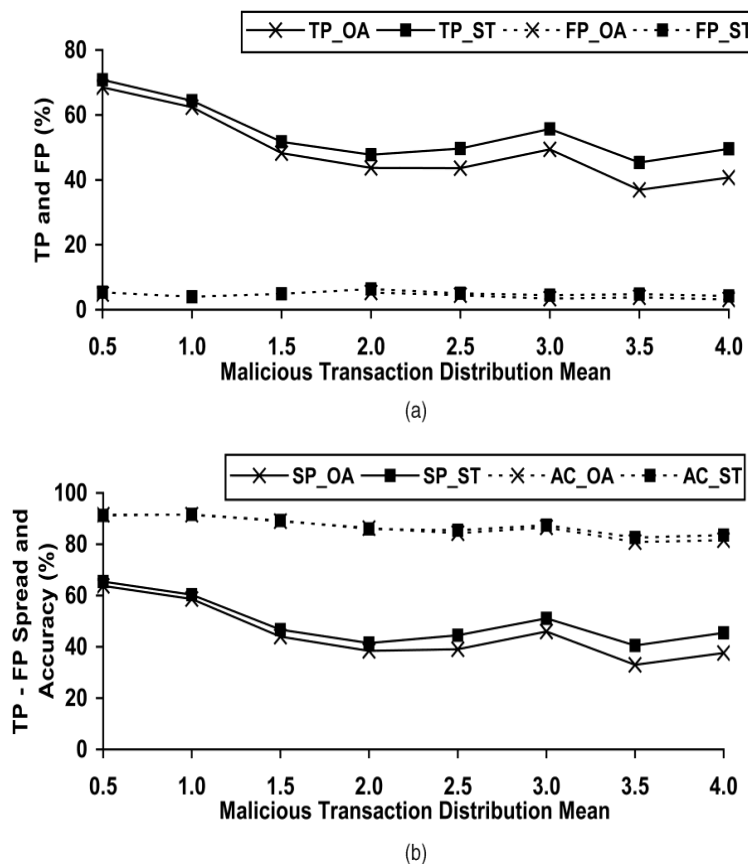 TP_OA TP_ST FP_OA FP_ST
80
60
40
20
0
TP and FP (%)
0.5 1.0 1.5 2.0 2.5 3.0 3.5 4.0
Malicious Transaction Distribution Mean
(a)
SP_OA SP_ST AC_OA AC_ST
100
80
60
40
20
0
TP - FP Spread and
Accuracy (%)
0.5 1.0 1.5 2.0 2.5 3.0 3.5 4.0
Malicious Transaction Distribution Mean
(b)